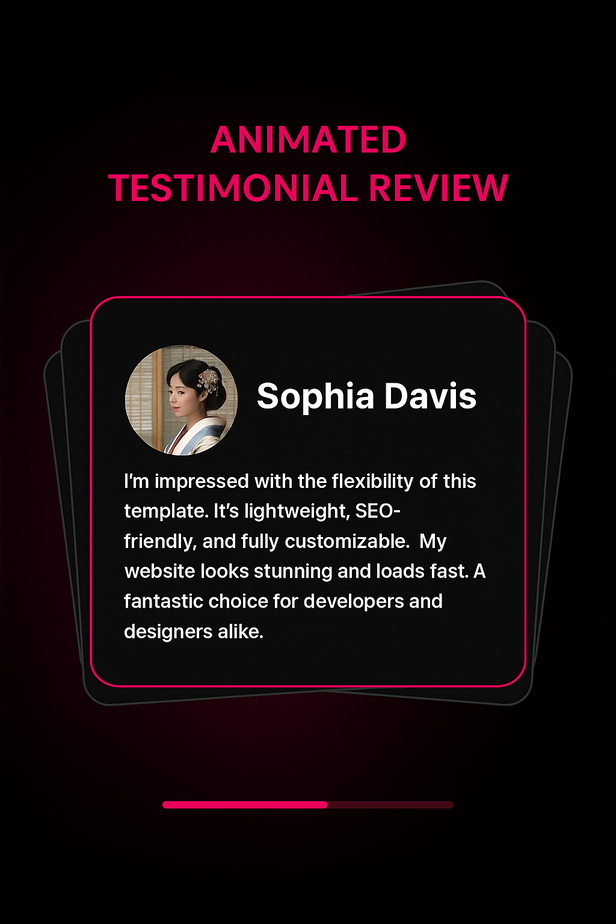 ANIMATED
TESTIMONIAL REVIEW
Sophia Davis
I’m impressed with the flexibility of this
template. It’s lightweight, SEO-
friendly, and fully customizable.  My
website looks stunning and loads fast. A
fantastic choice for developers and
designers alike.